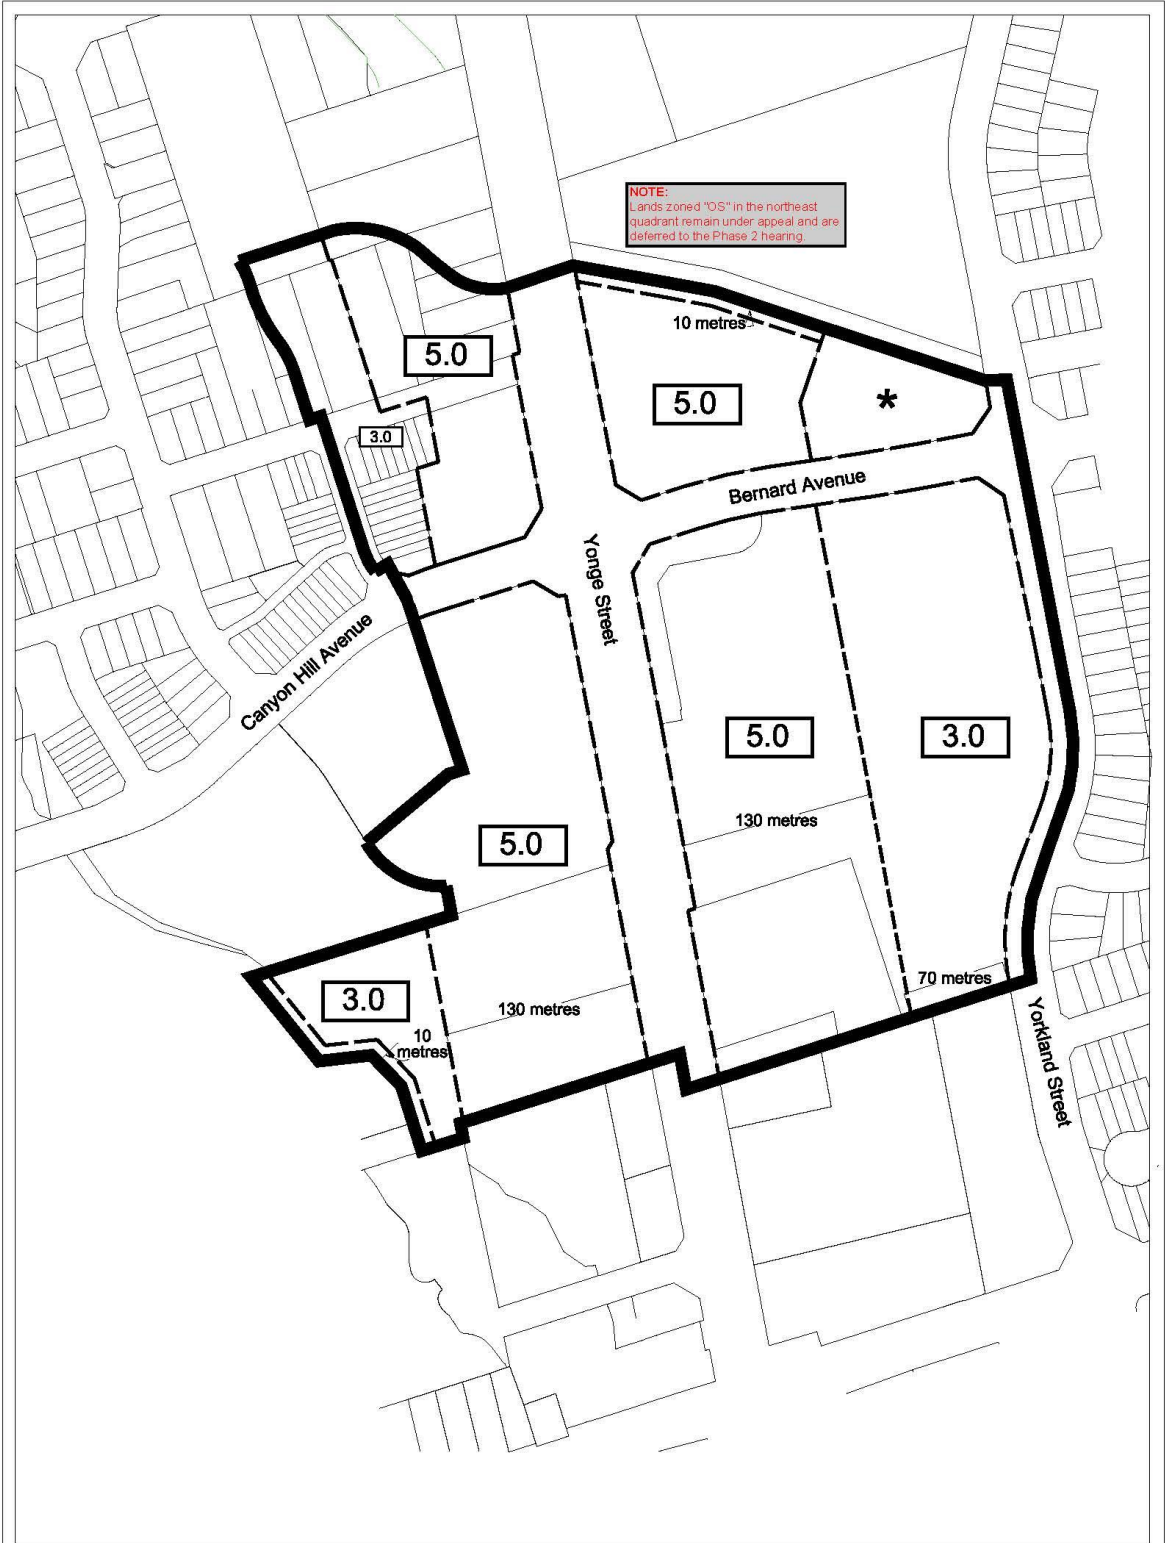 NOTE:
Lands zoned "OS" in the northeast
quadrant remain under appeal and are
deferred to the Phase 2 hearing.
10 metres
5.0
5.0
*
3.0
Bernard Avenue
Yonge Street
Canyon Hill Avenue
5.0
3.0
130 metres
5.0
70 metres
3.0
130 metres
10
metres
Yorkland Street